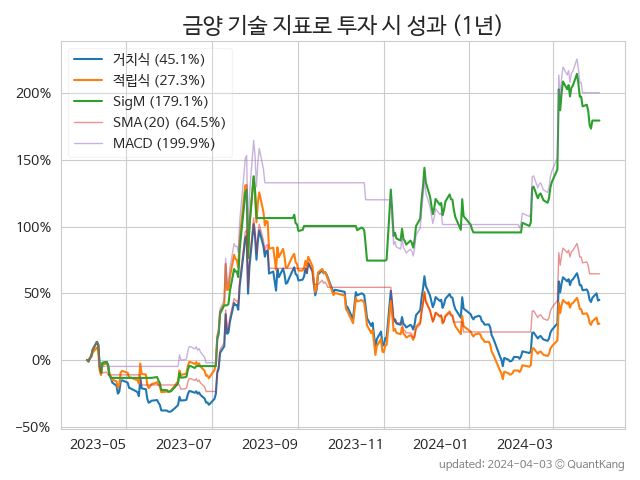 금양 기술 지표로 투자 시 성과 (1년)
거치식 (45.1%)
적립식 (27.3%)
SigM (179.1%)
SMA(20) (64.5%)
MACD (199.9%)
200%
150%
100%
50%
0%
−50%
2023-05 2023-07 2023-09 2023-11 2024-01 2024-03
updated: 2024-04-03 © QuantKang